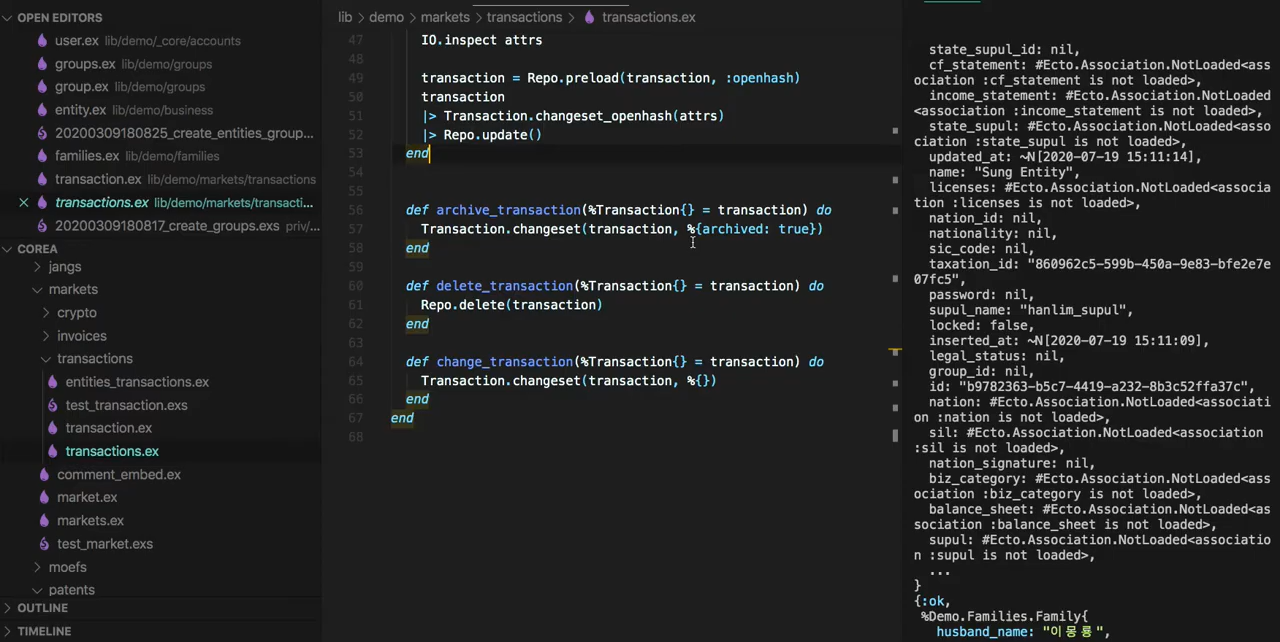 OPEN EDITORS
user.ex lib/demo/_core/accounts
groups.ex lib/demo/groups
group.ex lib/demo/groups
entity.ex lib/demo/business
20200309180825_create_entities_group...
families.ex lib/demo/families
transaction.ex lib/demo/markets/transactions
transactions.ex lib/demo/markets/transacti...
20200309180817_create_groups.exs priv/...
COREA
jangs
markets
crypto
invoices
transactions
entities_transactions.ex
test_transaction.exs
transaction.ex
transactions.ex
comment_embed.ex
market.ex
markets.ex
test_market.exs
moefs
patents
OUTLINE
TIMELINE
lib > demo > markets > transactions > transactions.ex
47 IO.inspect attrs
48
49 transaction = Repo.preload(transaction, :openhash)
50 transaction
51 |> Transaction.changeset_openhash(attrs)
52 |> Repo.update()
53 end
54
55
56 def archive_transaction(%Transaction{} = transaction) do
57 Transaction.changeset(transaction, %{archived: true})
58 end
59
60 def delete_transaction(%Transaction{} = transaction) do
61 Repo.delete(transaction)
62 end
63
64 def change_transaction(%Transaction{} = transaction) do
65 Transaction.changeset(transaction, %{})
66 end
67 end
68
state_supul_id: nil,
cf_statement: #Ecto.Association.NotLoaded<ass
ociation :cf_statement is not loaded>,
income_statement: #Ecto.Association.NotLoaded
<association :income_statement is not loaded>,
state_supul: #Ecto.Association.NotLoaded<asso
ciation :state_supul is not loaded>,
updated_at: ~N[2020-07-19 15:11:14],
name: "Sung Entity",
licenses: #Ecto.Association.NotLoaded<associa
tion :licenses is not loaded>,
nation_id: nil,
nationality: nil,
sic_code: nil,
taxation_id: "860962c5-599b-450a-9e83-bfe2e7e
07fc5",
password: nil,
supul_name: "hanlim_supul",
locked: false,
inserted_at: ~N[2020-07-19 15:11:09],
legal_status: nil,
group_id: nil,
id: "b9782363-b5c7-4419-a232-8b3c52ffa37c",
nation: #Ecto.Association.NotLoaded<associati
on :nation is not loaded>,
sil: #Ecto.Association.NotLoaded<association
:sil is not loaded>,
nation_signature: nil,
biz_category: #Ecto.Association.NotLoaded<ass
ociation :biz_category is not loaded>,
balance_sheet: #Ecto.Association.NotLoaded<as
sociation :balance_sheet is not loaded>,
supul: #Ecto.Association.NotLoaded<associatio
n :supul is not loaded>,
...
}
{:ok,
%Demo.Families.Family{
husband_name: "이몽룡",